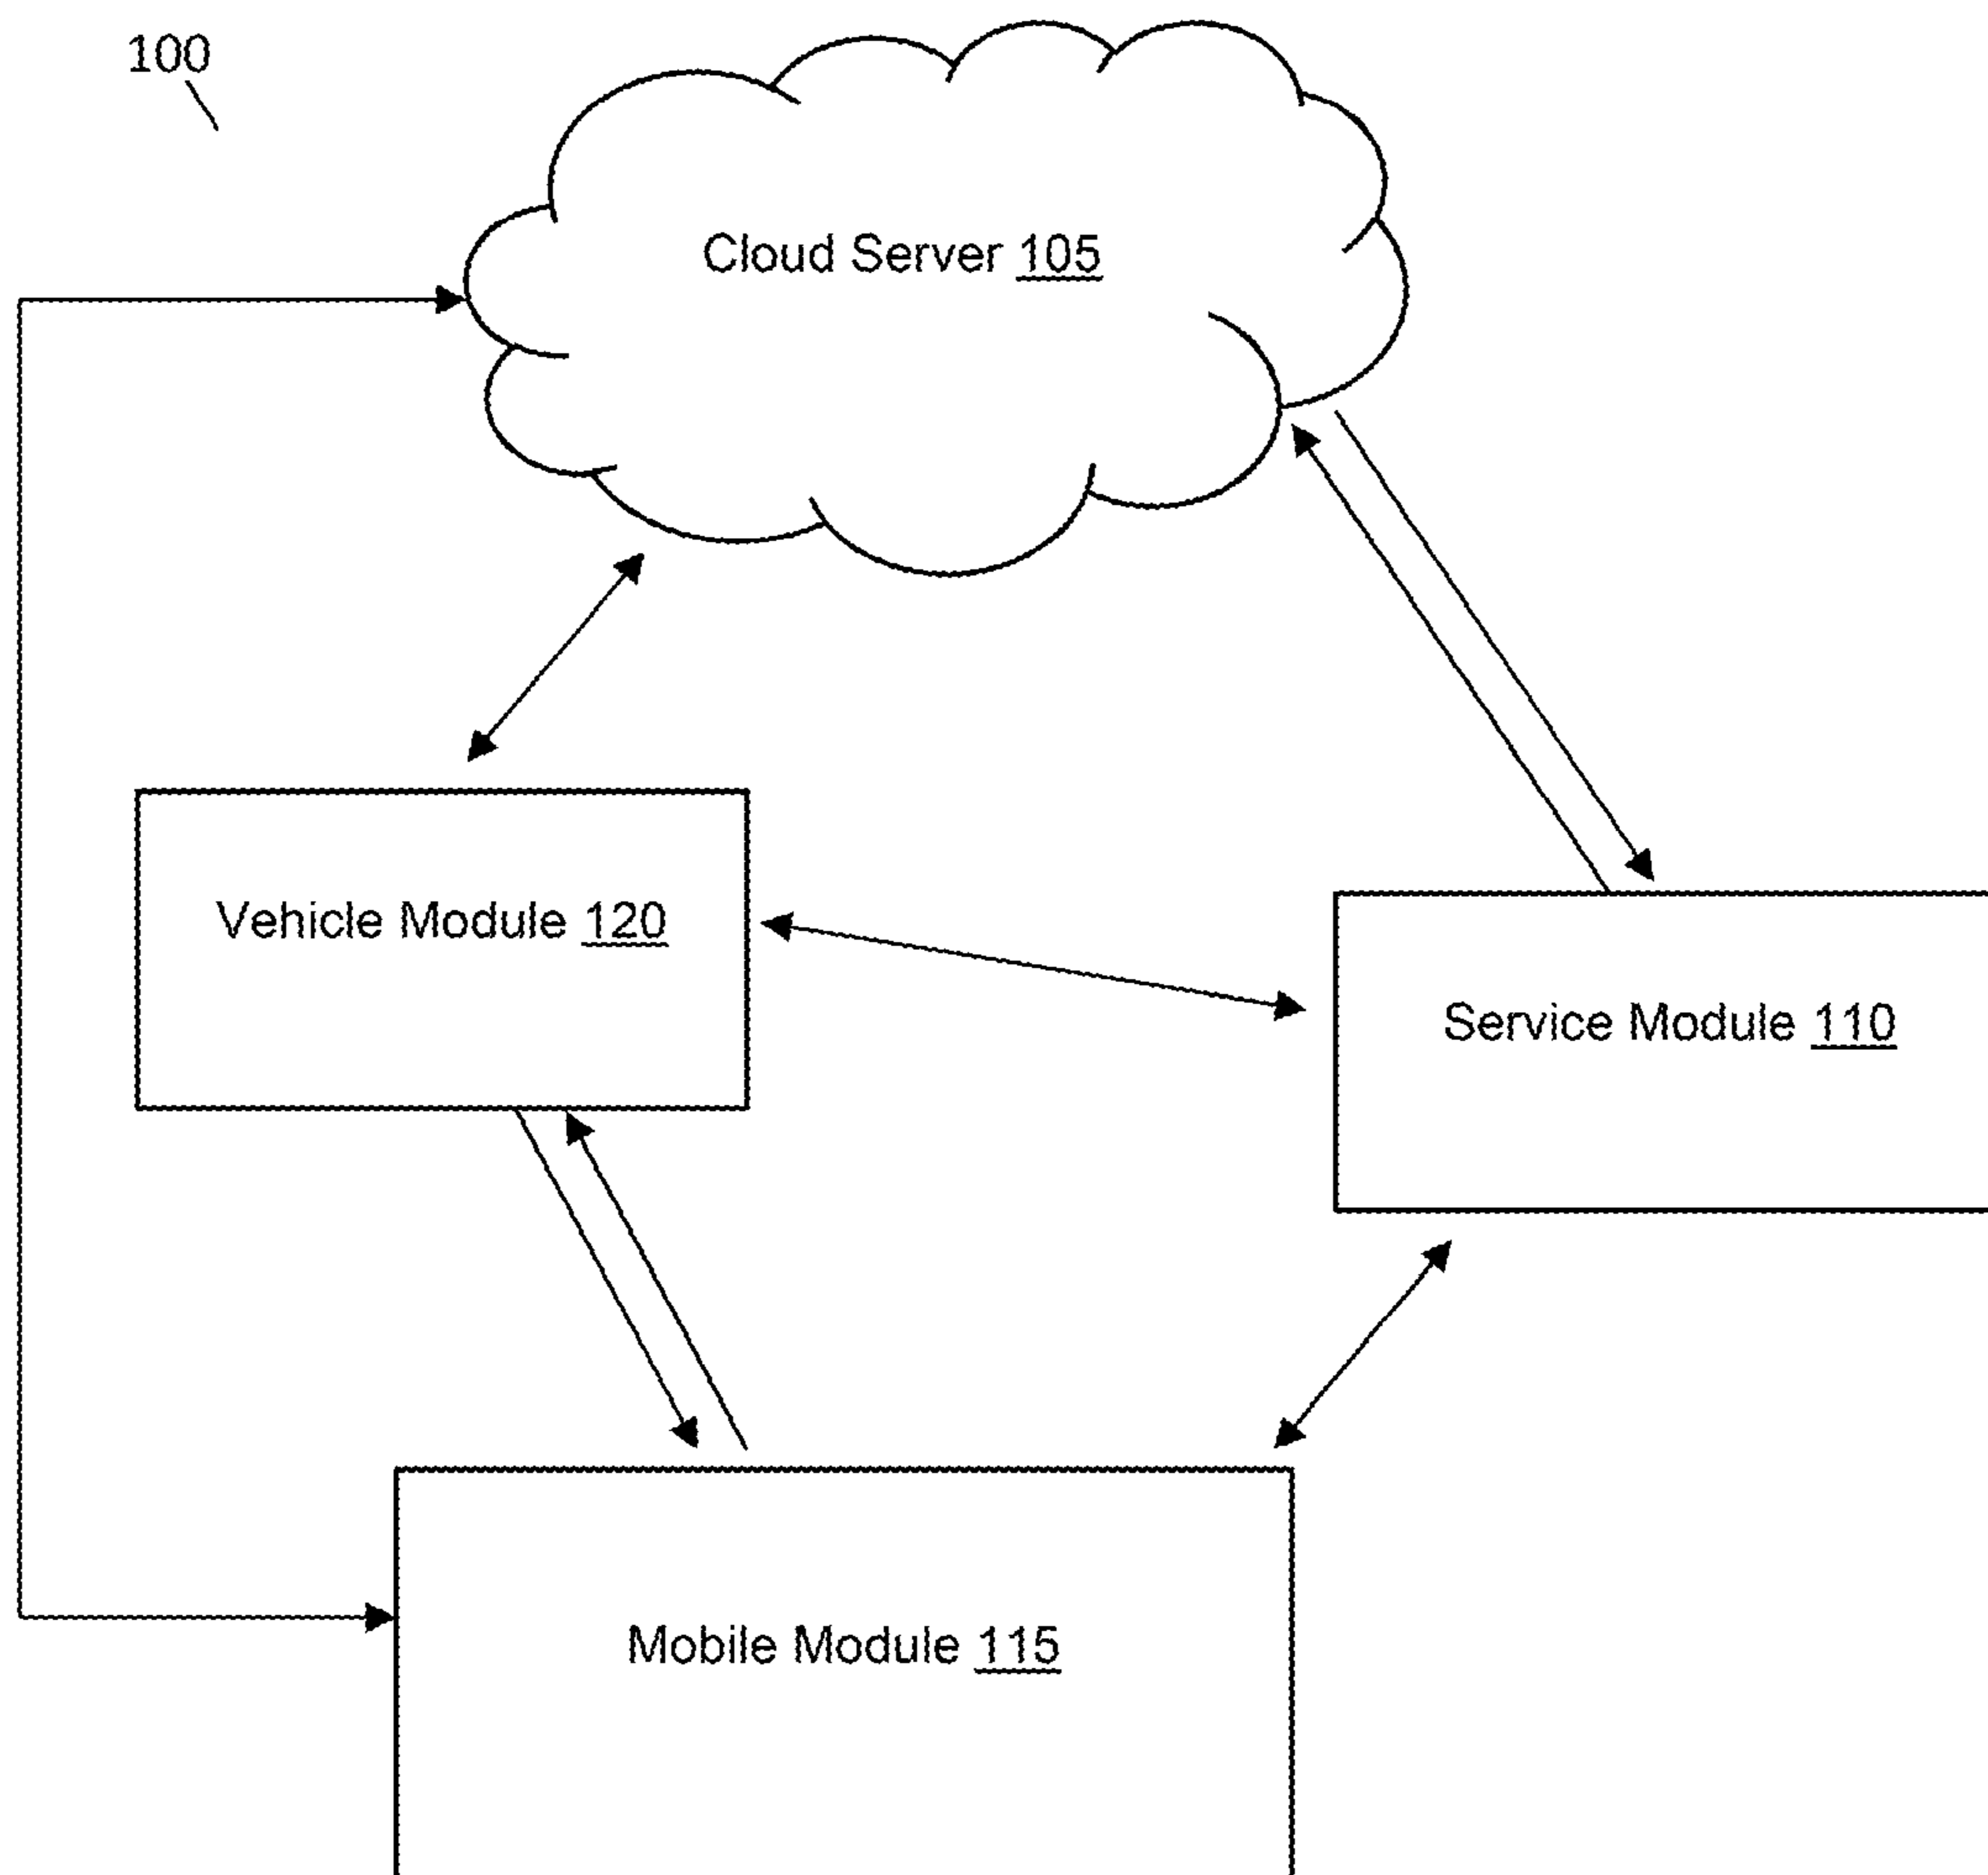 100
Cloud Server 105
Vehicle Module 120
Service Module 110
Mobile Module 115